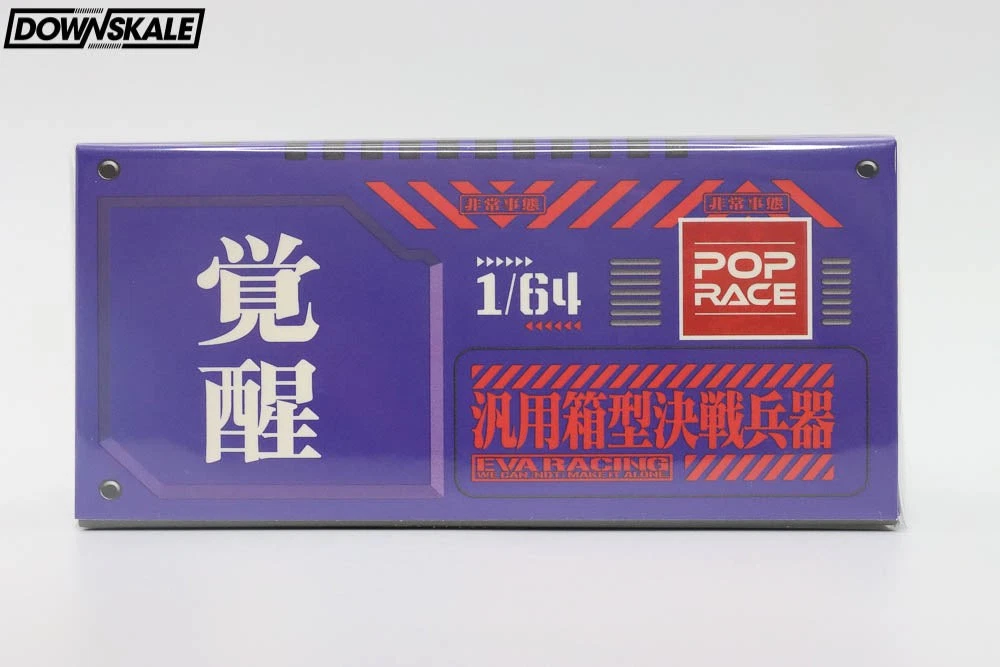 DOWNSKALE
非常事態
非常事態
覚醒
1/64
POP
RACE
汎用箱型決戦兵器
EVA RACING
WE CAN NOT MAKE IT ALONE